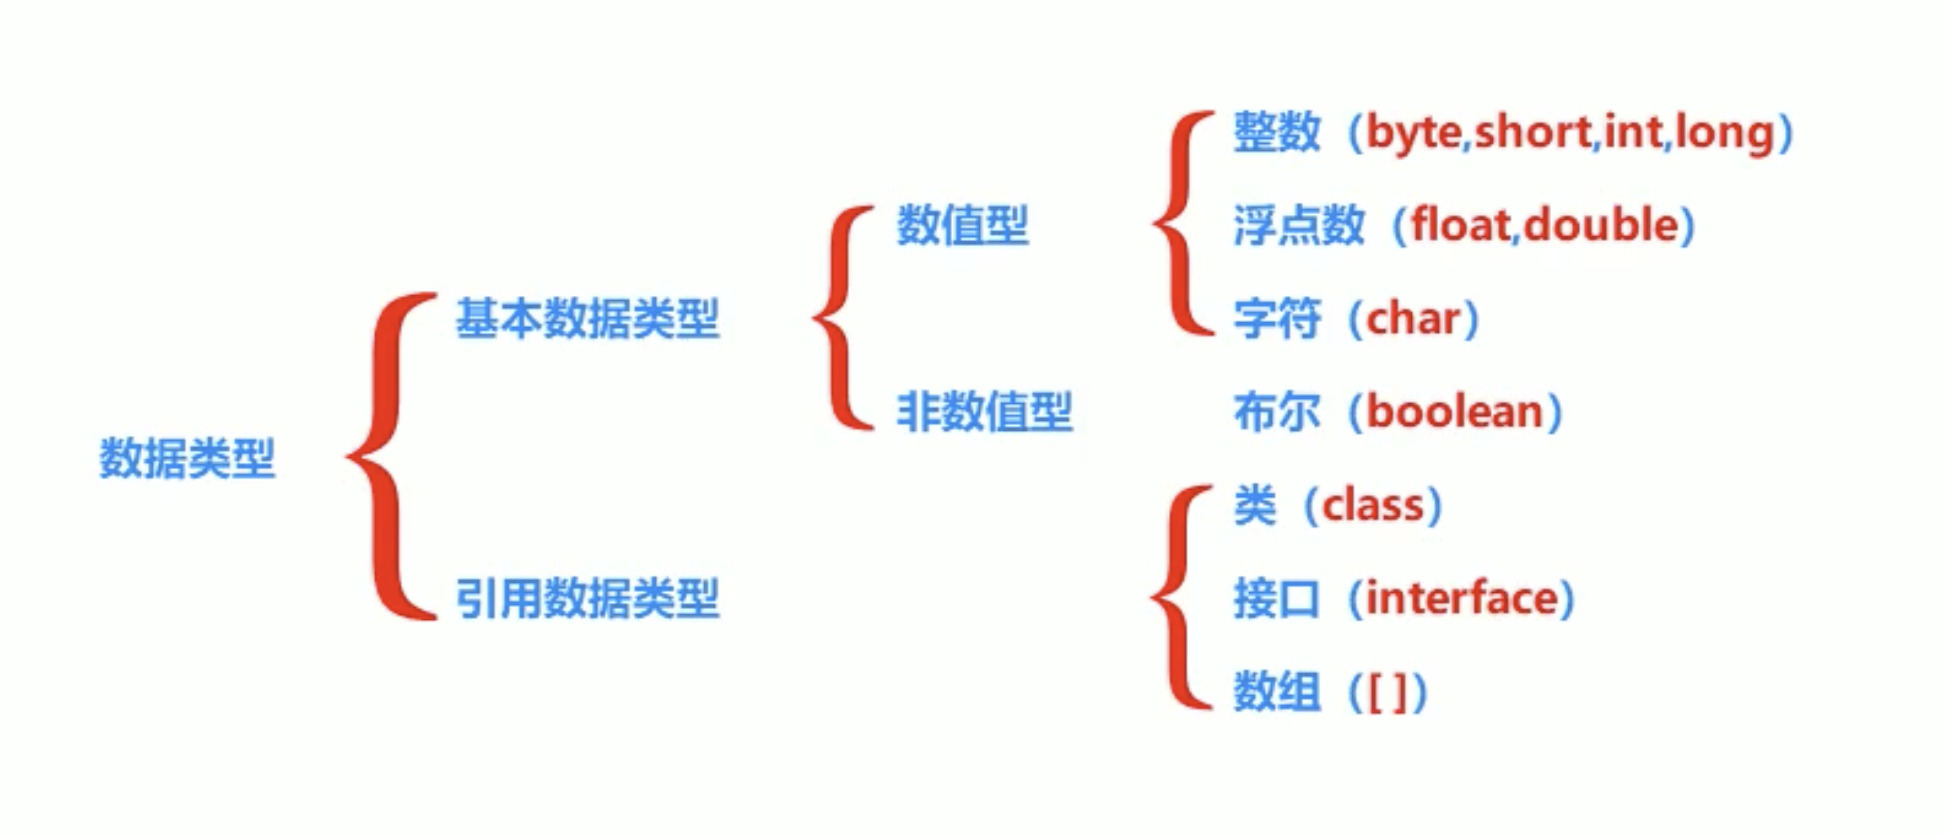 整数（byte,short,int,long）
数值型
浮点数（float,double）
基本数据类型
字符（char）
非数值型
布尔（boolean）
数据类型
类（class）
引用数据类型
接口（interface）
数组（[ ]）